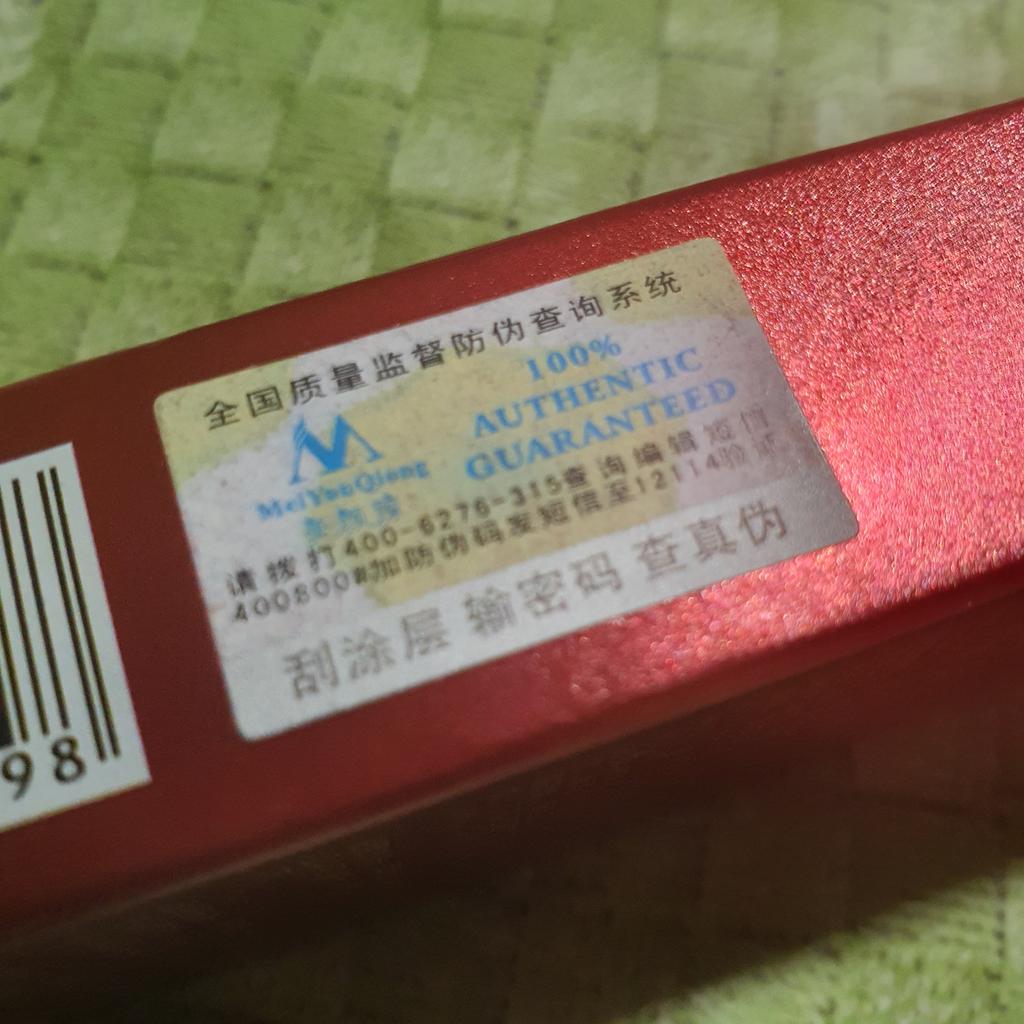 全国质量监督防伪查询系统
100%
AUTHENTIC
GUARANTEED
MeiYanQiong
请拨打400-6276-315查询编辑短信
400800#加防伪码发短信至12114验证
刮涂层 输密码 查真伪
98